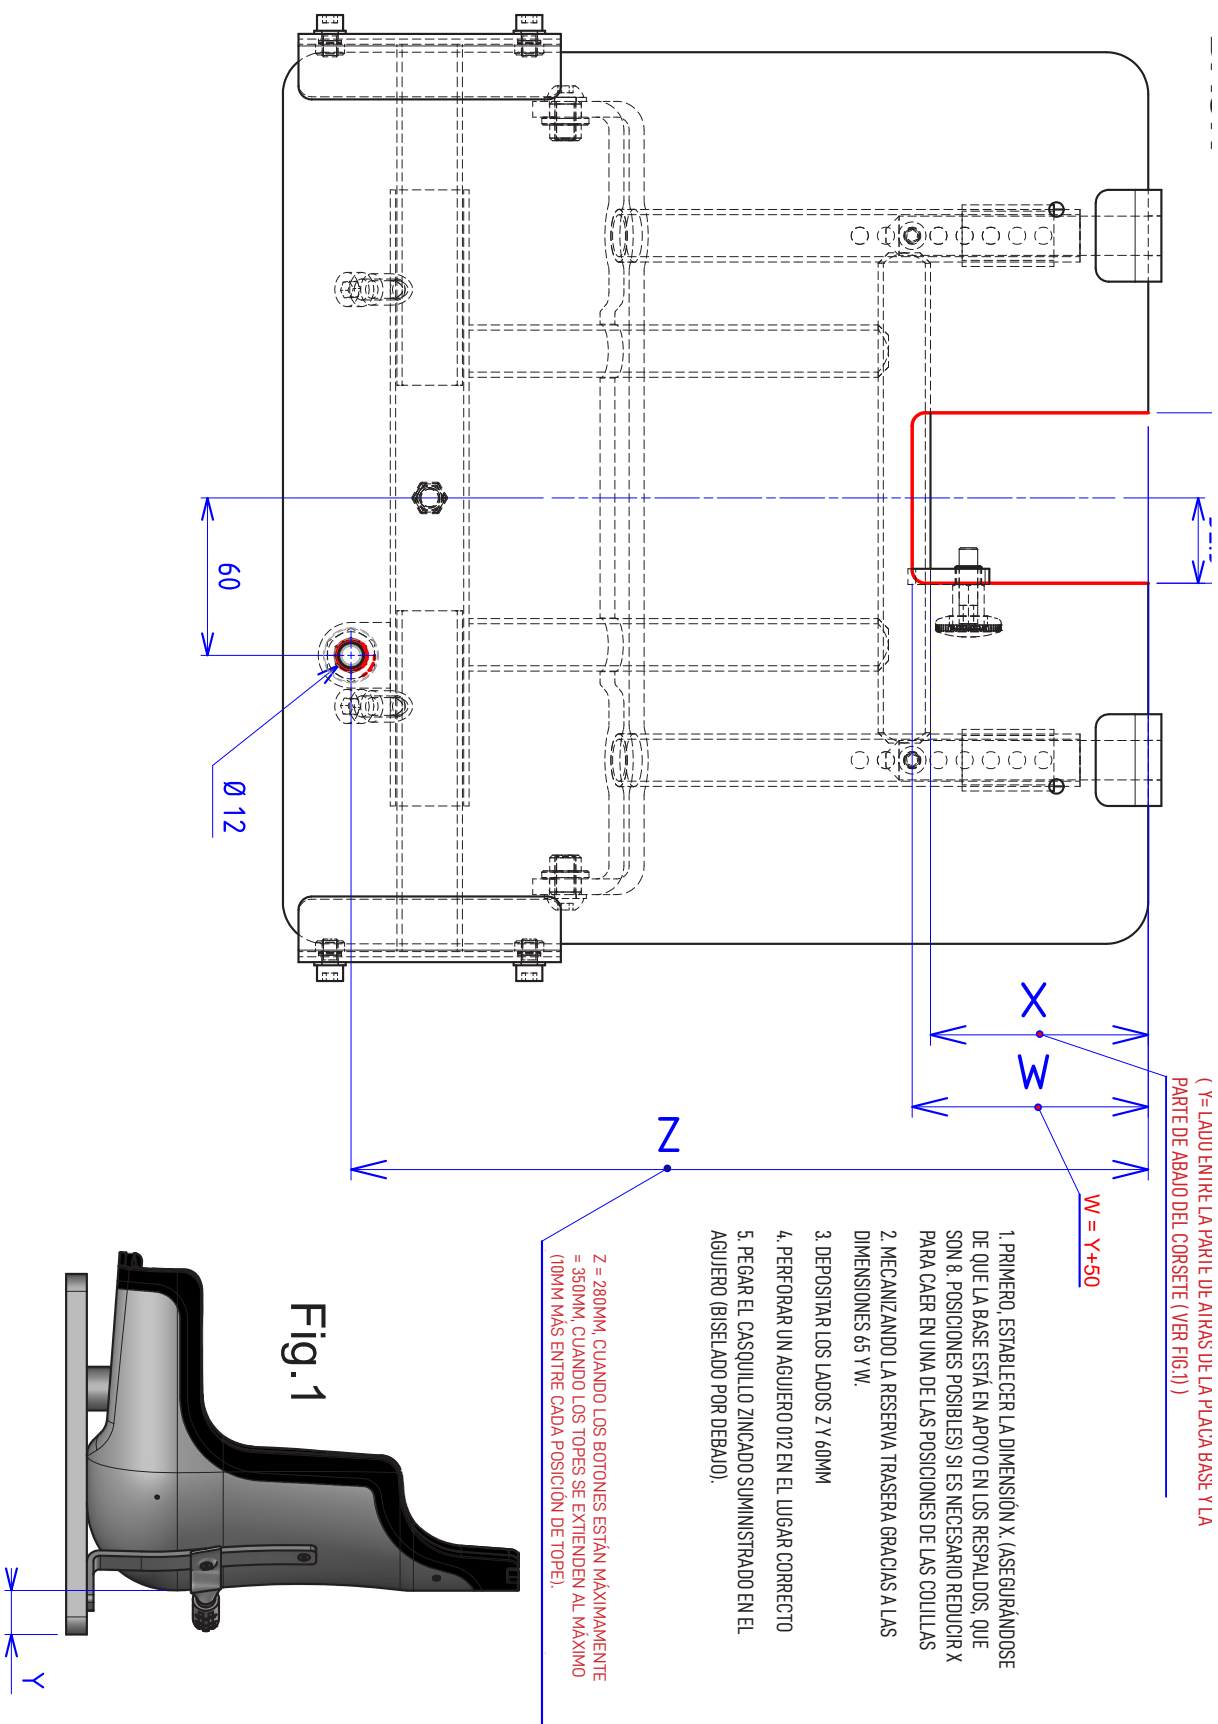 ( Y= LADO ENTRE LA PARTE DE ATRAS DE LA PLACA BASE Y LA
PARTE DE ABAJO DEL CORSETE ( VER FIG.1) )
W = Y+50
X
W
Z
60
Ø 12
1. PRIMERO, ESTABLECER LA DIMENSIÓN X. (ASEGURÁNDOSE
DE QUE LA BASE ESTÁ EN APOYO EN LOS RESPALDOS, QUE
SON 8. POSICIONES POSIBLES) SI ES NECESARIO REDUCIR X
PARA CAER EN UNA DE LAS POSICIONES DE LAS COLILLAS
2. MECANIZANDO LA RESERVA TRASERA GRACIAS A LAS
DIMENSIONES 65 Y W.
3. DEPOSITAR LOS LADOS Z Y 60MM
4. PERFORAR UN AGUJERO 012 EN EL LUGAR CORRECTO
5. PEGAR EL CASQUILLO ZINCADO SUMINISTRADO EN EL
AGUJERO (BISELADO POR DEBAJO).
Z = 280MM, CUANDO LOS BOTONES ESTÁN MÁXIMAMENTE
= 350MM, CUANDO LOS TOPES SE EXTIENDEN AL MÁXIMO
(10MM MÁS ENTRE CADA POSICIÓN DE TOPE).
Fig.1
Y